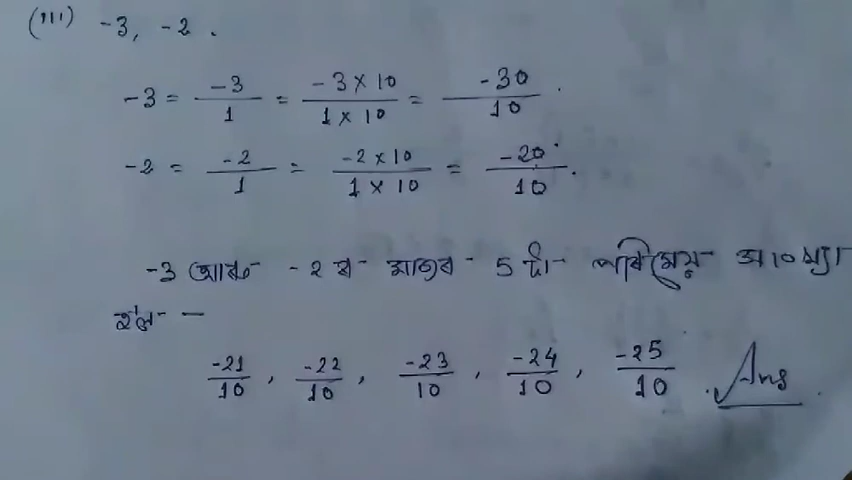 (iii) -3, -2.
-3 = -3/1 = -3×10/1×10 = -30/10.
-2 = -2/1 = -2×10/1×10 = -20/10.
-3 আৰু -2 ৰ মাজৰ 5 টা পৰিমেয় সংখ্যা
হ'ল —
-21/10, -22/10, -23/10, -24/10, -25/10. Ans